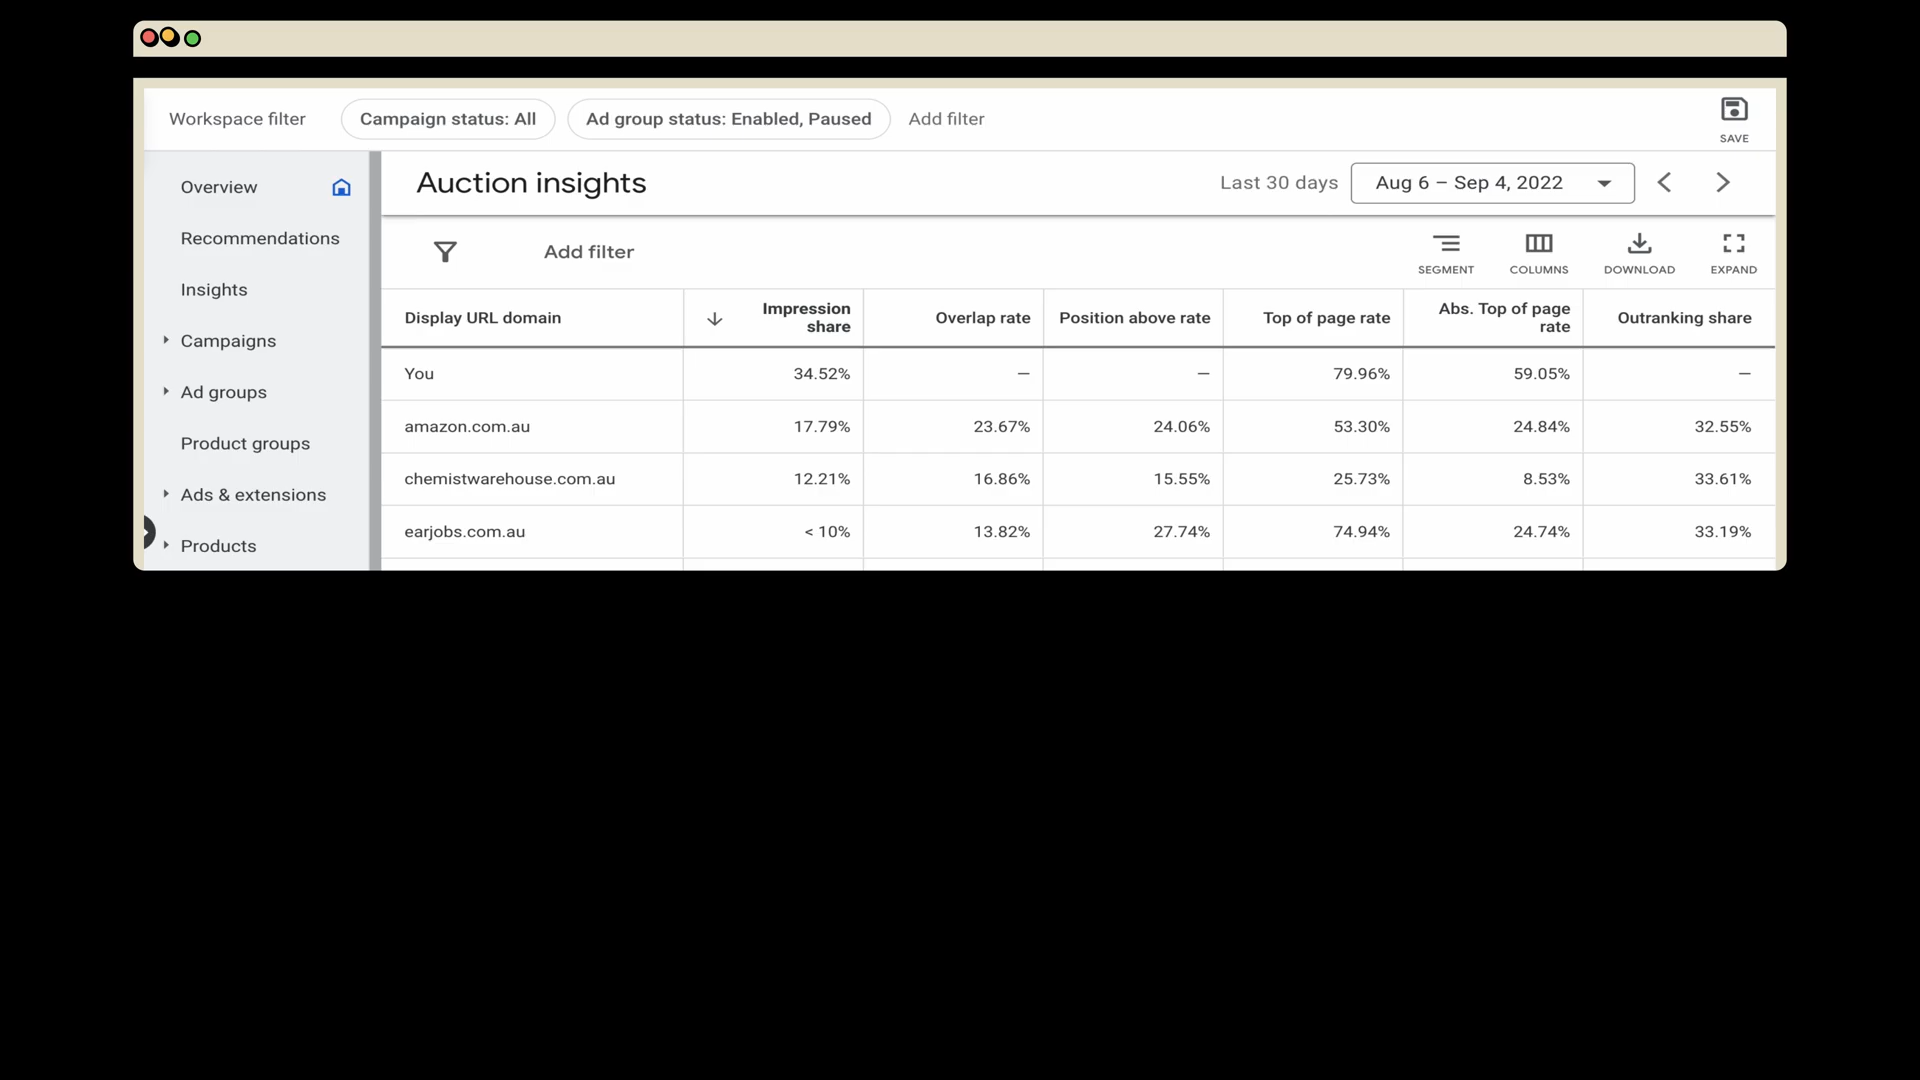 Workspace filter Campaign status: All Ad group status: Enabled, Paused Add filter SAVE
Overview
Recommendations
Insights
Campaigns
Ad groups
Product groups
Ads & extensions
Products
Auction insights Last 30 days Aug 6 – Sep 4, 2022
Add filter SEGMENT COLUMNS DOWNLOAD EXPAND
Display URL domain Impression share Overlap rate Position above rate Top of page rate Abs. Top of page rate Outranking share
You 34.52% — — 79.96% 59.05% —
amazon.com.au 17.79% 23.67% 24.06% 53.30% 24.84% 32.55%
chemistwarehouse.com.au 12.21% 16.86% 15.55% 25.73% 8.53% 33.61%
earjobs.com.au < 10% 13.82% 27.74% 74.94% 24.74% 33.19%